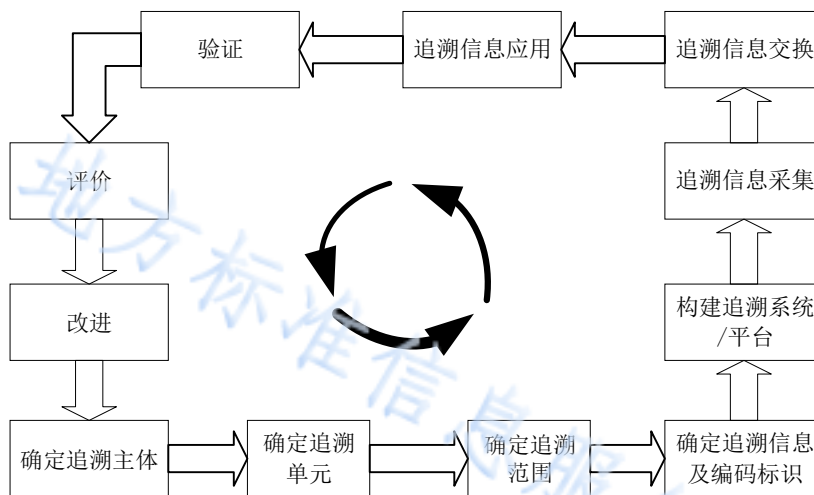 验证
追溯信息应用
追溯信息交换
评价
追溯信息采集
改进
构建追溯系统
/平台
确定追溯主体
确定追溯
单元
确定追溯
范围
确定追溯信息
及编码标识
地方标准信息服